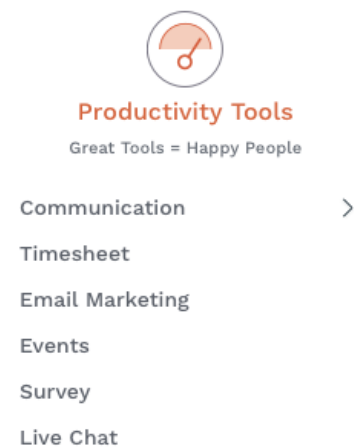 Productivity Tools
Great Tools = Happy People
Communication
Timesheet
Email Marketing
Events
Survey
Live Chat